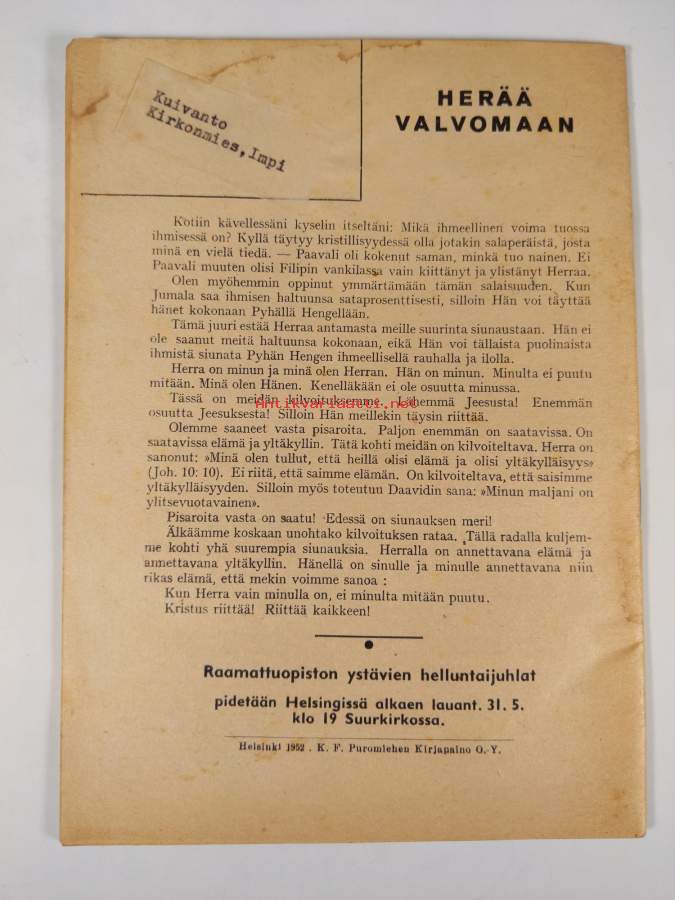 Kuivanto
Kirkonmies, Impi
HERÄÄ
VALVOMAAN
Kotiin kävellessäni kyselin itseltäni: Mikä ihmeellinen voima tuossa
ihmisessä on? Kyllä täytyy kristillisyydessä olla jotakin salaperäistä, josta
minä en vielä tiedä. — Paavali oli kokenut saman, minkä tuo nainen. Ei
Paavali muuten olisi Filipin vankilassa vain kiittänyt ja ylistänyt Herraa.
Olen myöhemmin oppinut ymmärtämään tämän salaisuuden. Kun
Jumala saa ihmisen haltuunsa sataprosenttisesti, silloin Hän voi täyttää
hänet kokonaan Pyhällä Hengellään.
Tämä juuri estää Herraa antamasta meille suurinta siunaustaan. Hän ei
ole saanut meitä haltuunsa kokonaan, eikä Hän voi tällaista puolinaista
ihmistä siunata Pyhän Hengen ihmeellisellä rauhalla ja ilolla.
Herra on minun ja minä olen Herran. Hän on minun. Minulta ei puutu
mitään. Minä olen Hänen. Kenelläkään ei ole osuutta minussa.
Tässä on meidän kilvoituksemme. Lähemmä Jeesusta! Enemmän
Antikvariaatti.net
osuutta Jeesuksesta! Silloin Hän meillekin täysin riittää.
Olemme saaneet vasta pisaroita. Paljon enemmän on saatavissa. On
saatavissa elämä ja yltäkyllin. Tätä kohti meidän on kilvoiteltava. Herra on
sanonut: »Minä olen tullut, että heillä olisi elämä ja olisi yltäkylläisyys»
(Joh. 10: 10). Ei riitä, että saimme elämän. On kilvoiteltava, että saisimme
yltäkylläisyyden. Silloin myös toteutuu Daavidin sana: »Minun maljani on
ylitsevuotavainen».
Pisaroita vasta on saatu! Edessä on siunauksen meri!
Älkäämme koskaan unohtako kilvoituksen rataa. Tällä radalla kuljem-
me kohti yhä suurempia siunauksia. Herralla on annettavana elämä ja
annettavana yltäkyllin. Hänellä on sinulle ja minulle annettavana niin
rikas elämä, että mekin voimme sanoa :
Kun Herra vain minulla on, ei minulta mitään puutu.
Kristus riittää! Riittää kaikkeen!
Raamattuopiston ystävien helluntaijuhlat
pidetään Helsingissä alkaen lauant. 31. 5.
klo 19 Suurkirkossa.
Helsinki 1952 . K. F. Puromiehen Kirjapaino O.-Y.